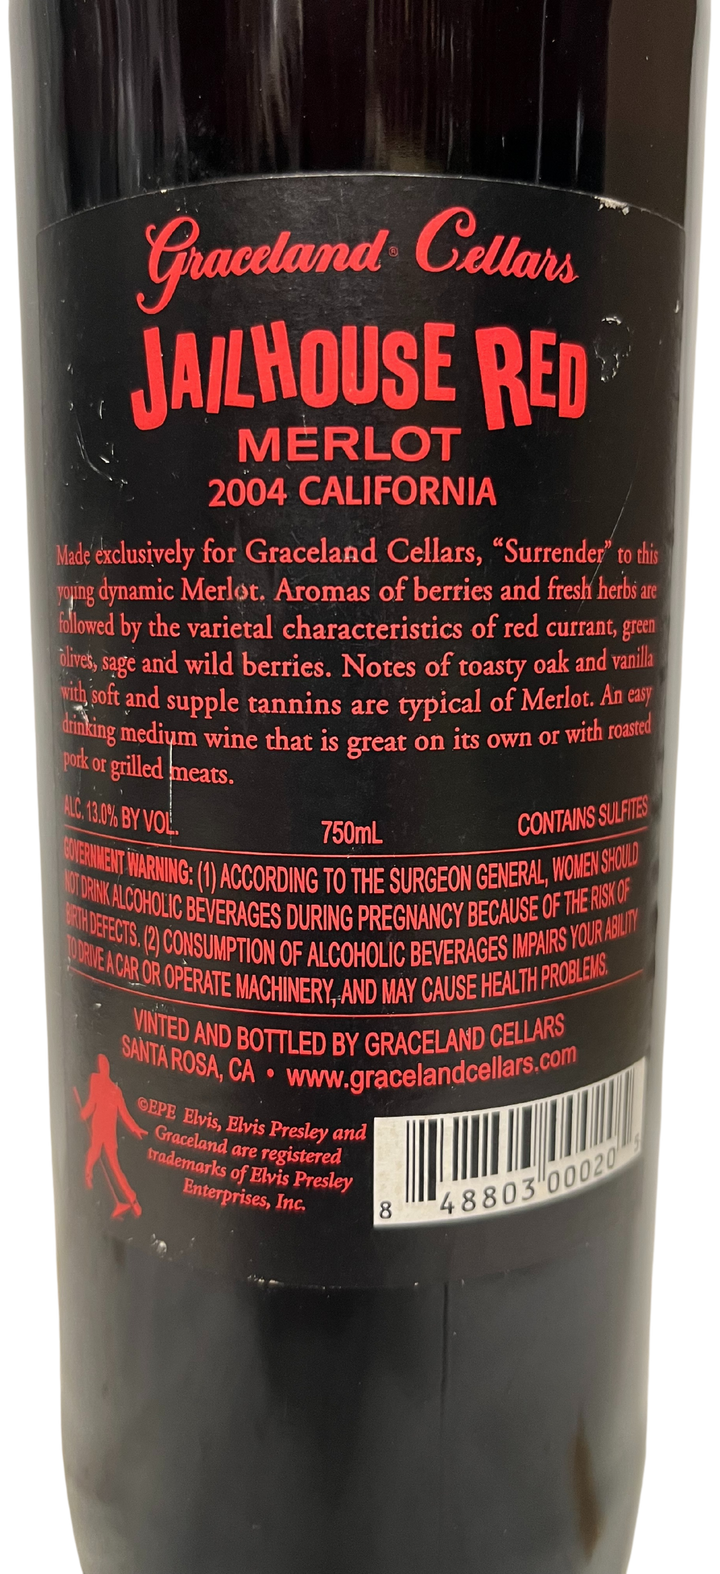 Graceland® Cellars
JAILHOUSE RED
MERLOT
2004 CALIFORNIA
Made exclusively for Graceland Cellars, “Surrender” to this
young dynamic Merlot. Aromas of berries and fresh herbs are
followed by the varietal characteristics of red currant, green
olives, sage and wild berries. Notes of toasty oak and vanilla
with soft and supple tannins are typical of Merlot. An easy
drinking medium wine that is great on its own or with roasted
pork or grilled meats.
ALC. 13.0% BY VOL. 750mL CONTAINS SULFITES
GOVERNMENT WARNING: (1) ACCORDING TO THE SURGEON GENERAL, WOMEN SHOULD
NOT DRINK ALCOHOLIC BEVERAGES DURING PREGNANCY BECAUSE OF THE RISK OF
BIRTH DEFECTS. (2) CONSUMPTION OF ALCOHOLIC BEVERAGES IMPAIRS YOUR ABILITY
TO DRIVE A CAR OR OPERATE MACHINERY, AND MAY CAUSE HEALTH PROBLEMS.
VINTED AND BOTTLED BY GRACELAND CELLARS
SANTA ROSA, CA • www.gracelandcellars.com
©EPE Elvis, Elvis Presley and
Graceland are registered
trademarks of Elvis Presley
Enterprises, Inc.
8 48803 00020 5